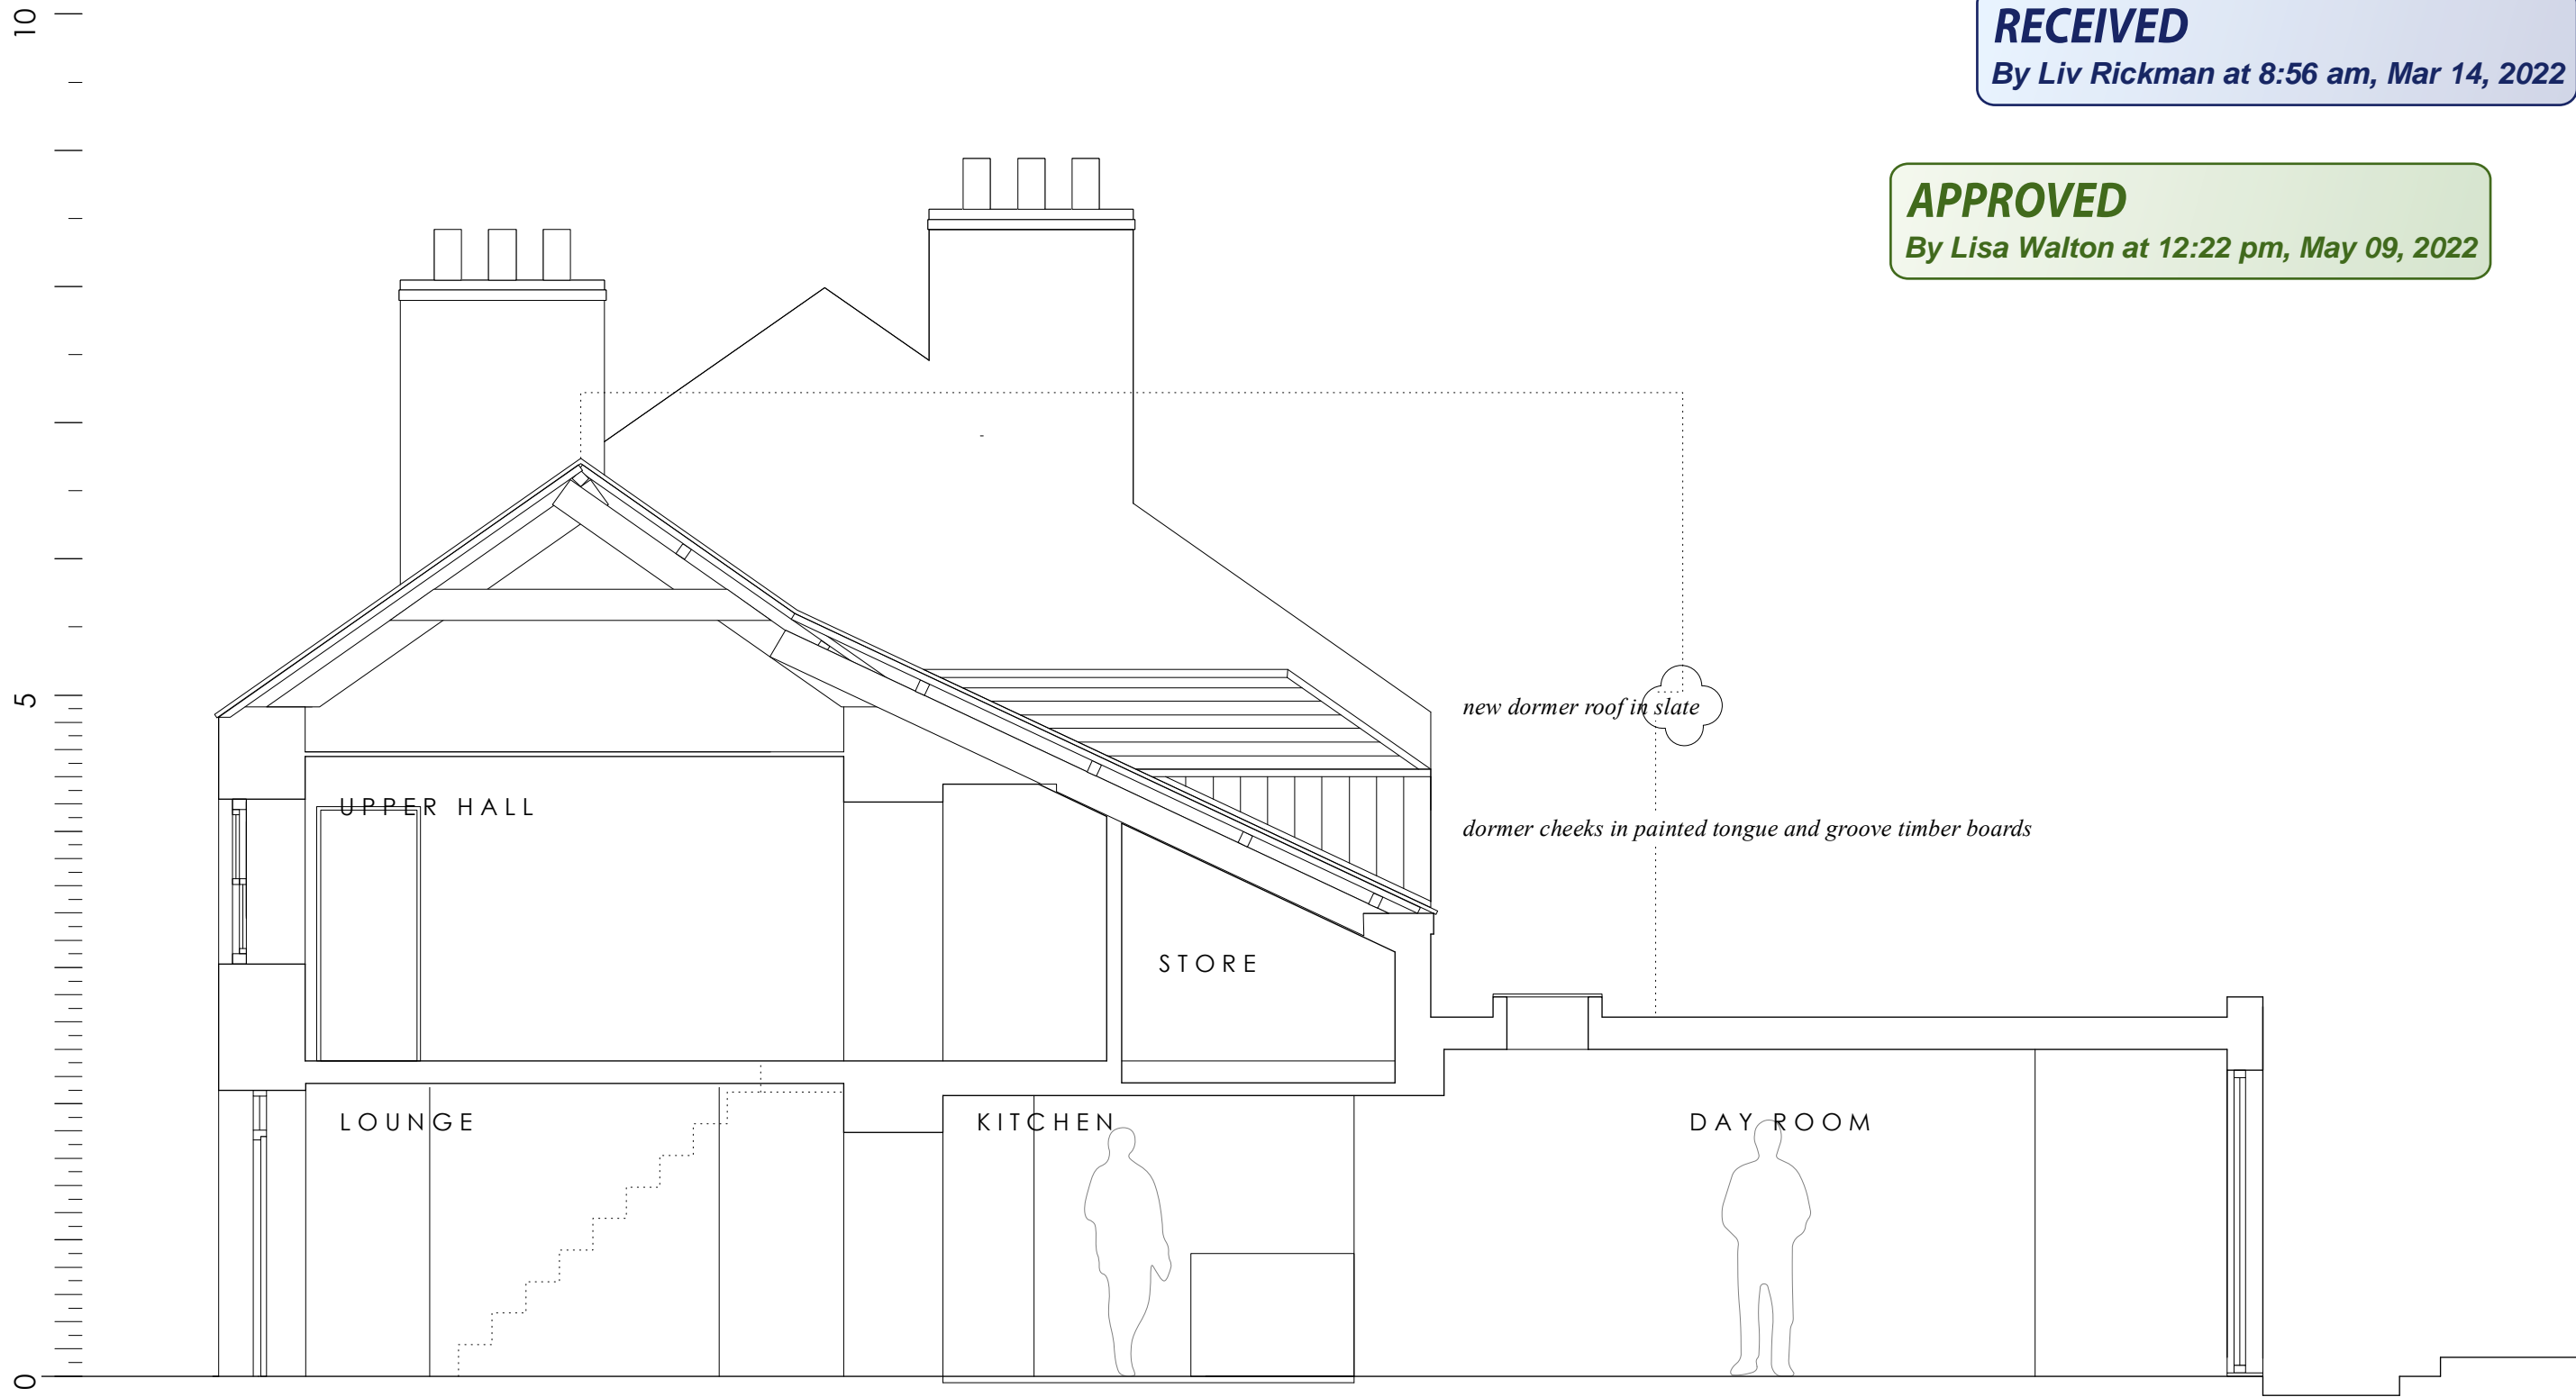 10
RECEIVED
By Liv Rickman at 8:56 am, Mar 14, 2022
APPROVED
By Lisa Walton at 12:22 pm, May 09, 2022
5
new dormer roof in slate
UPPER HALL
dormer cheeks in painted tongue and groove timber boards
STORE
LOUNGE
KITCHEN
DAY ROOM
0